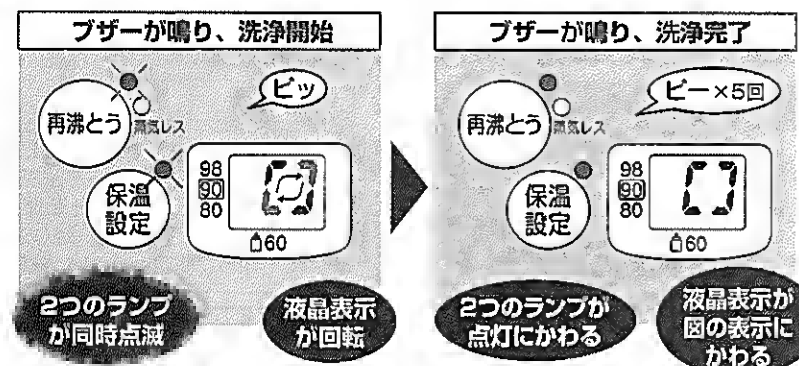 ブザーが鳴り、洗浄開始
ピッ
再沸とう
蒸気レス
保温
設定
98
90
80
60
2つのランプ
が同時点滅
液晶表示
が回転
ブザーが鳴り、洗浄完了
ピー×5回
再沸とう
蒸気レス
保温
設定
98
90
80
60
2つのランプが
点灯にかわる
液晶表示が
図の表示に
かわる